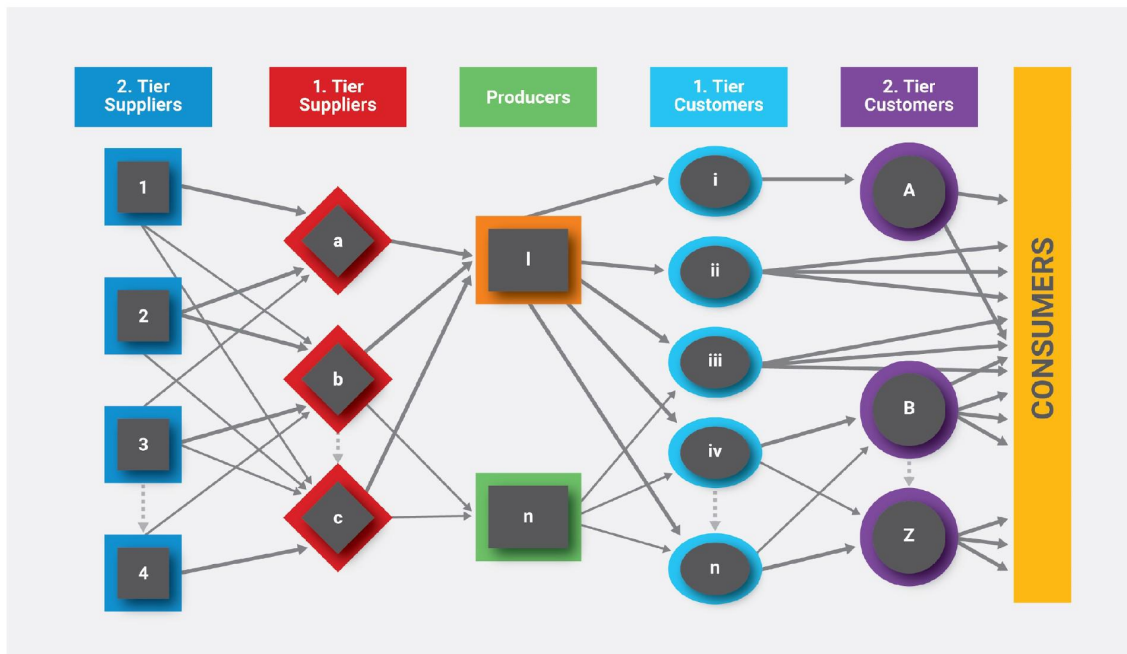 2. Tier
Suppliers
1. Tier
Suppliers
Producers
1. Tier
Customers
2. Tier
Customers
1
2
3
4
a
b
c
I
n
i
ii
iii
iv
n
A
B
Z
CONSUMERS